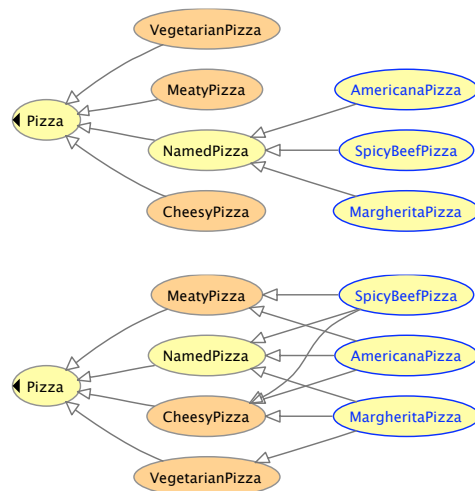 VegetarianPizza
MeatyPizza
AmericanaPizza
Pizza
NamedPizza
SpicyBeefPizza
CheesyPizza
MargheritaPizza
MeatyPizza
SpicyBeefPizza
NamedPizza
AmericanaPizza
Pizza
CheesyPizza
MargheritaPizza
VegetarianPizza